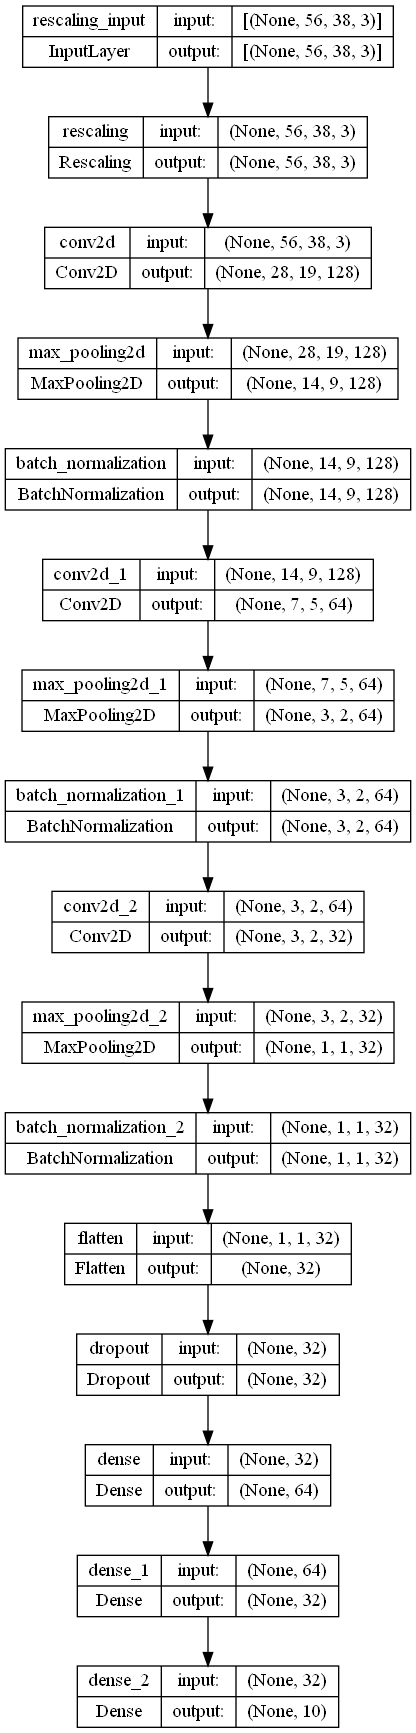 rescaling_input input: [(None, 56, 38, 3)]
InputLayer output: [(None, 56, 38, 3)]
rescaling input: (None, 56, 38, 3)
Rescaling output: (None, 56, 38, 3)
conv2d input: (None, 56, 38, 3)
Conv2D output: (None, 28, 19, 128)
max_pooling2d input: (None, 28, 19, 128)
MaxPooling2D output: (None, 14, 9, 128)
batch_normalization input: (None, 14, 9, 128)
BatchNormalization output: (None, 14, 9, 128)
conv2d_1 input: (None, 14, 9, 128)
Conv2D output: (None, 7, 5, 64)
max_pooling2d_1 input: (None, 7, 5, 64)
MaxPooling2D output: (None, 3, 2, 64)
batch_normalization_1 input: (None, 3, 2, 64)
BatchNormalization output: (None, 3, 2, 64)
conv2d_2 input: (None, 3, 2, 64)
Conv2D output: (None, 3, 2, 32)
max_pooling2d_2 input: (None, 3, 2, 32)
MaxPooling2D output: (None, 1, 1, 32)
batch_normalization_2 input: (None, 1, 1, 32)
BatchNormalization output: (None, 1, 1, 32)
flatten input: (None, 1, 1, 32)
Flatten output: (None, 32)
dropout input: (None, 32)
Dropout output: (None, 32)
dense input: (None, 32)
Dense output: (None, 64)
dense_1 input: (None, 64)
Dense output: (None, 32)
dense_2 input: (None, 32)
Dense output: (None, 10)